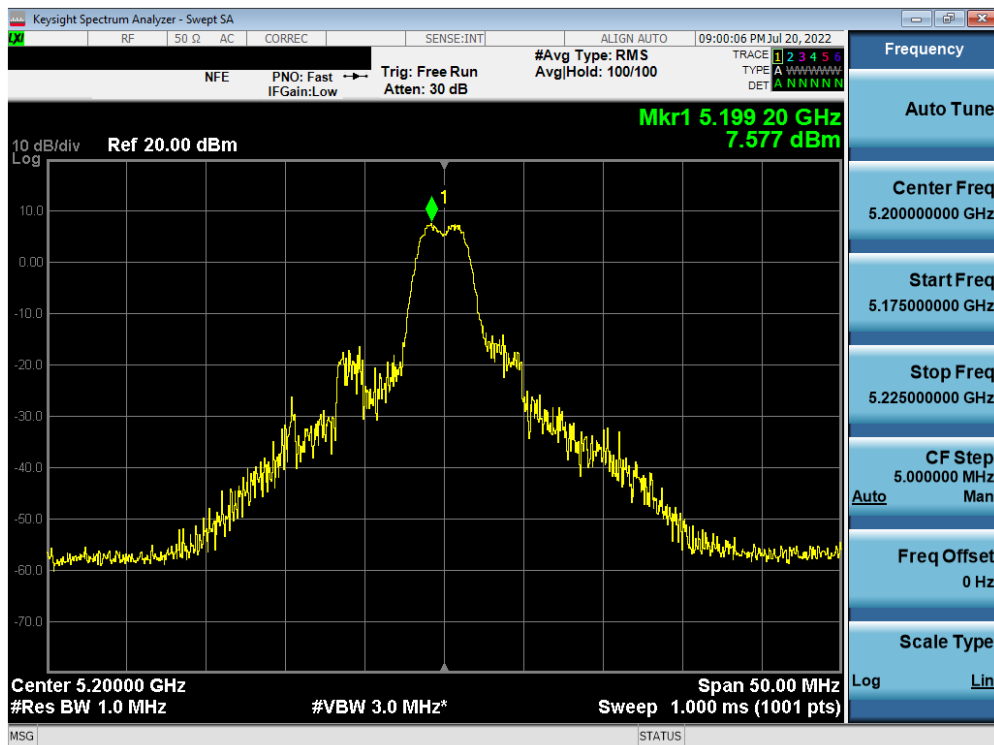 Keysight Spectrum Analyzer - Swept SA
LXI RF 50 Ω AC CORREC SENSE:INT ALIGN AUTO 09:00:06 PM Jul 20, 2022
NFE PNO: Fast Trig: Free Run #Avg Type: RMS TRACE 1 2 3 4 5 6
IFGain:Low Atten: 30 dB Avg|Hold: 100/100 TYPE A WWWWW
DET A N N N N N
Mkr1 5.199 20 GHz
7.577 dBm
10 dB/div Ref 20.00 dBm
Log
1
10.0
0.00
-10.0
-20.0
-30.0
-40.0
-50.0
-60.0
-70.0
Center 5.20000 GHz Span 50.00 MHz
#Res BW 1.0 MHz #VBW 3.0 MHz* Sweep 1.000 ms (1001 pts)
MSG STATUS
Frequency
Auto Tune
Center Freq
5.200000000 GHz
Start Freq
5.175000000 GHz
Stop Freq
5.225000000 GHz
CF Step
5.000000 MHz
Auto Man
Freq Offset
0 Hz
Scale Type
Log Lin